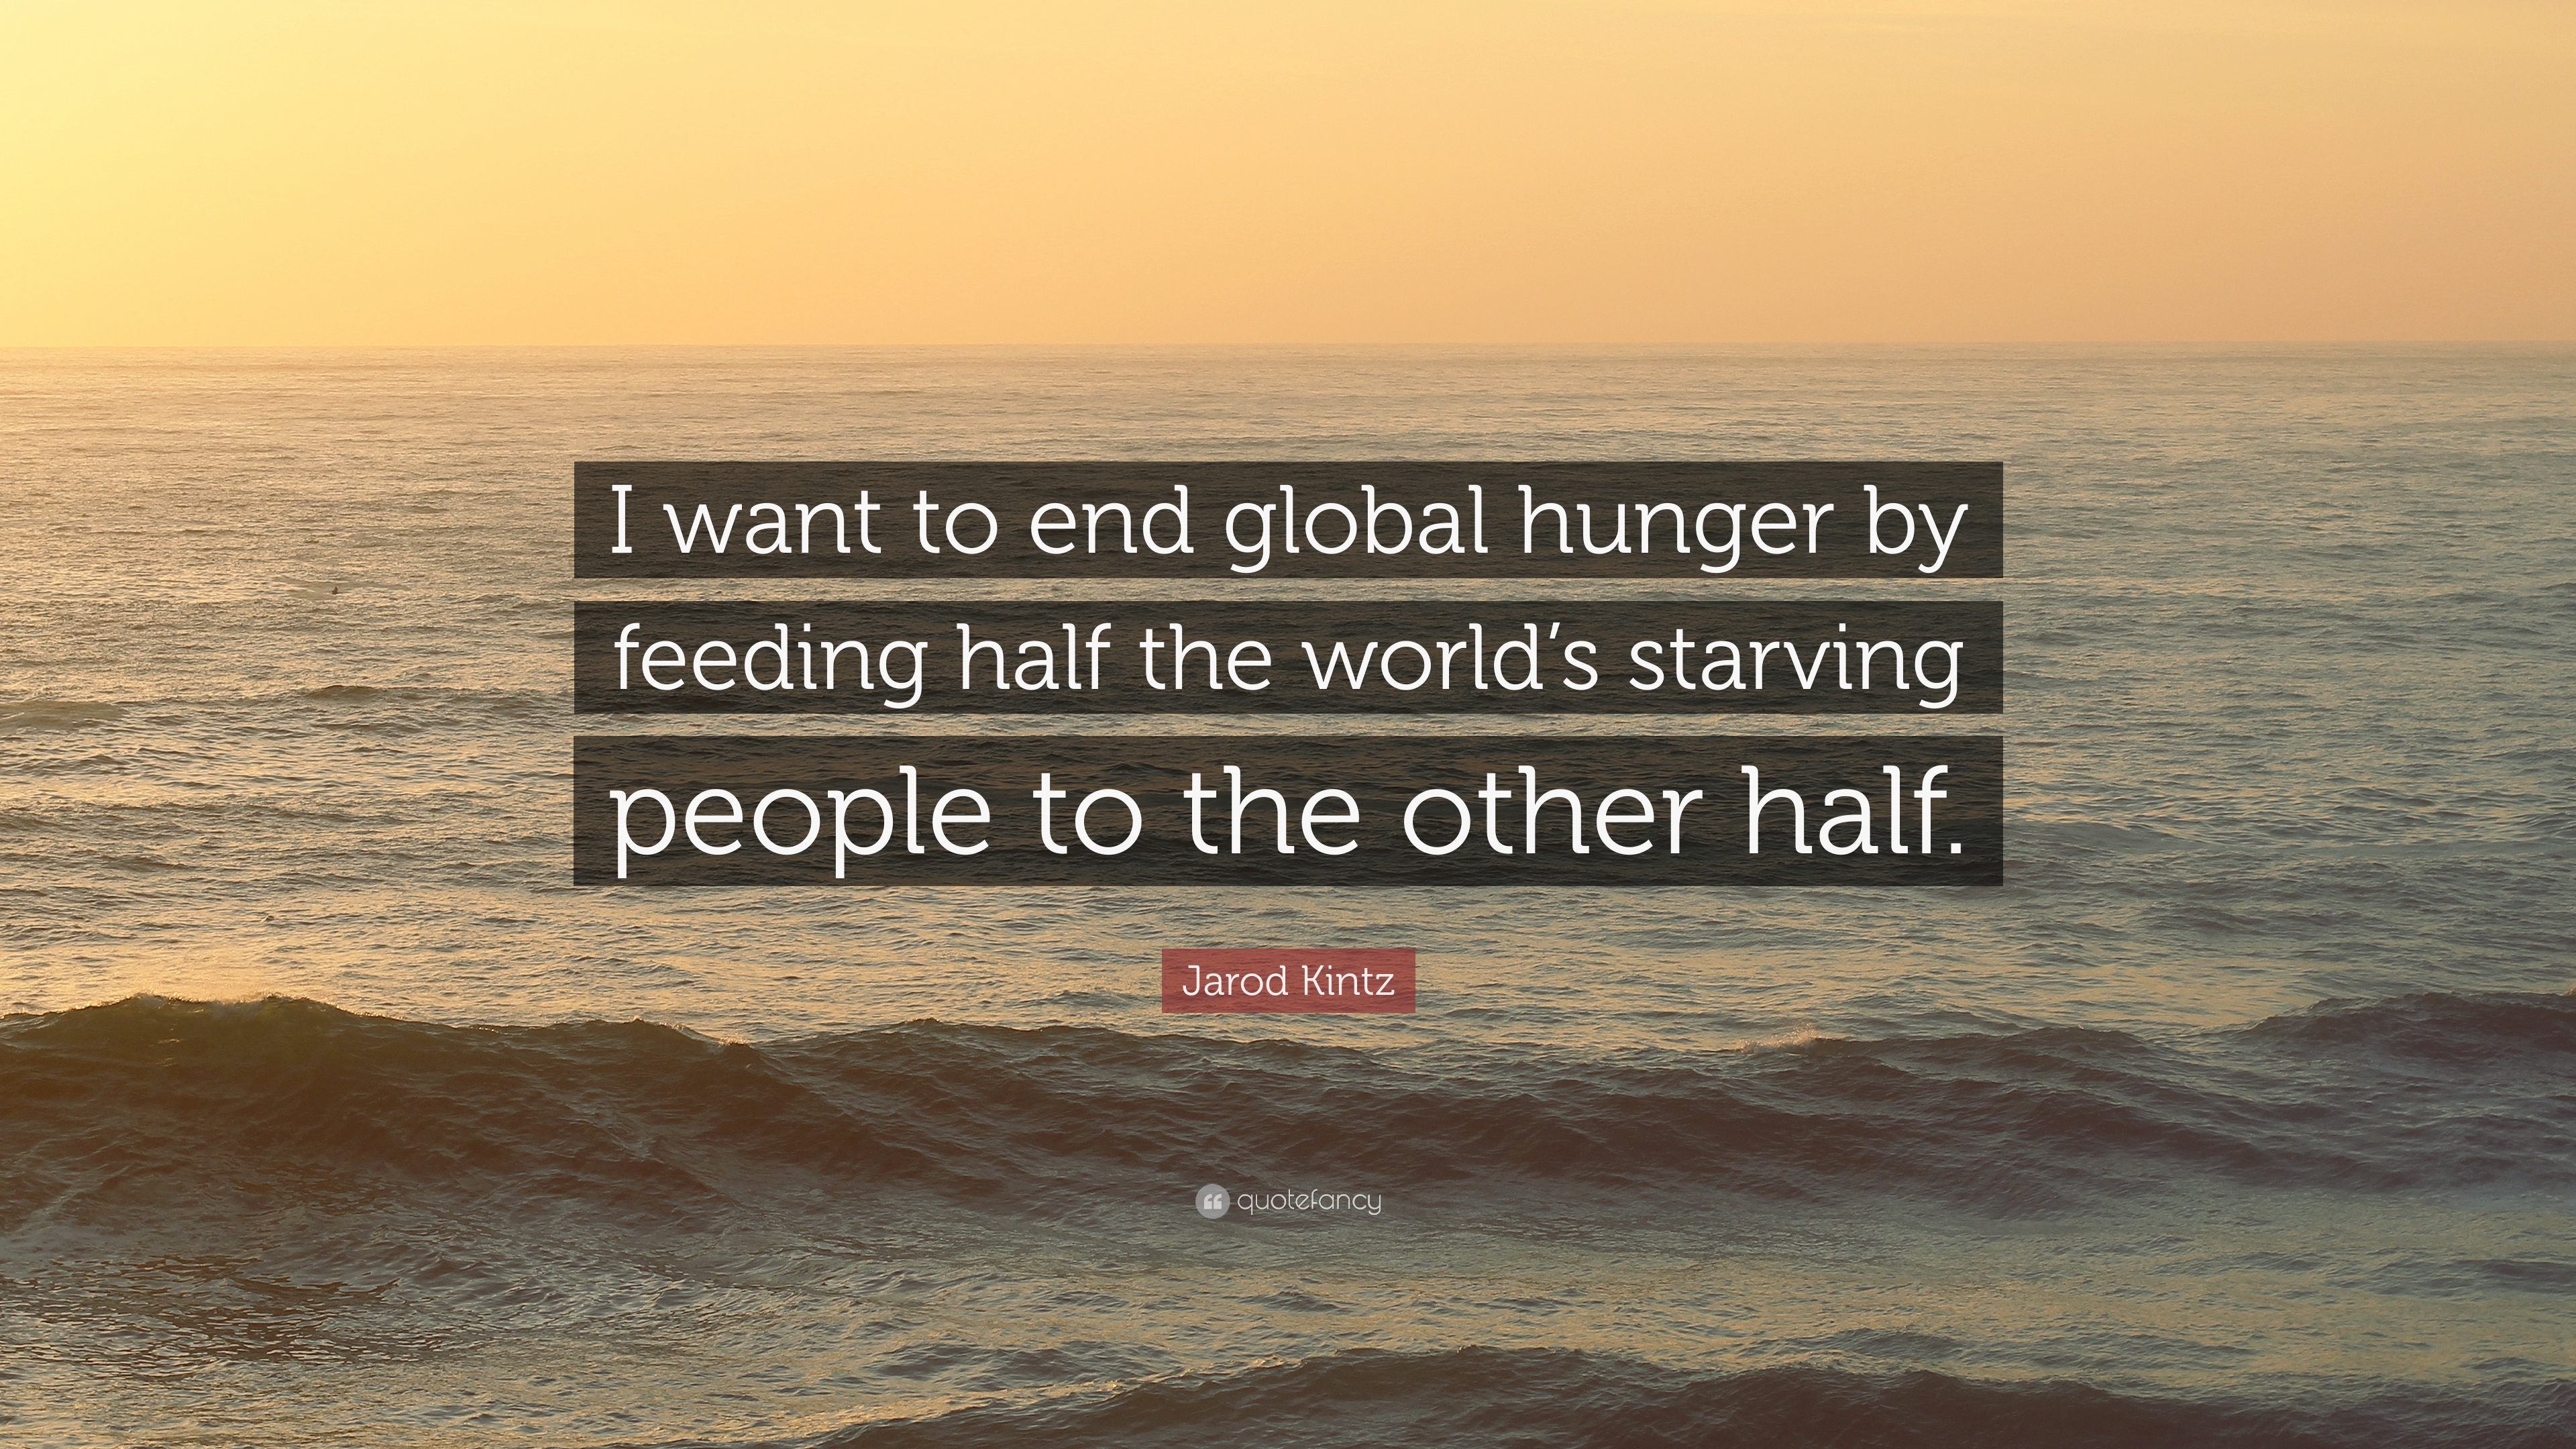 I want to end global hunger by
feeding half the world’s starving
people to the other half.
Jarod Kintz
quotefancy